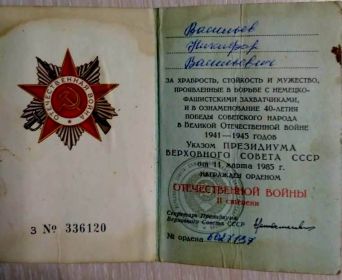 ОТЕЧЕСТВЕННАЯ ВОЙНА
З № 336120
Васильев
Никифор
Васильевич
ЗА ХРАБРОСТЬ, СТОЙКОСТЬ И МУЖЕСТВО,
ПРОЯВЛЕННЫЕ В БОРЬБЕ С НЕМЕЦКО-
ФАШИСТСКИМИ ЗАХВАТЧИКАМИ,
И В ОЗНАМЕНОВАНИЕ 40-ЛЕТИЯ
ПОБЕДЫ СОВЕТСКОГО НАРОДА
В ВЕЛИКОЙ ОТЕЧЕСТВЕННОЙ ВОЙНЕ
1941—1945 ГОДОВ
УКАЗОМ ПРЕЗИДИУМА
ВЕРХОВНОГО СОВЕТА СССР
ОТ 11 МАРТА 1985 Г.
НАГРАЖДЕН ОРДЕНОМ
ОТЕЧЕСТВЕННОЙ ВОЙНЫ
II СТЕПЕНИ
Секретарь Президиума
Верховного Совета СССР
№ ордена